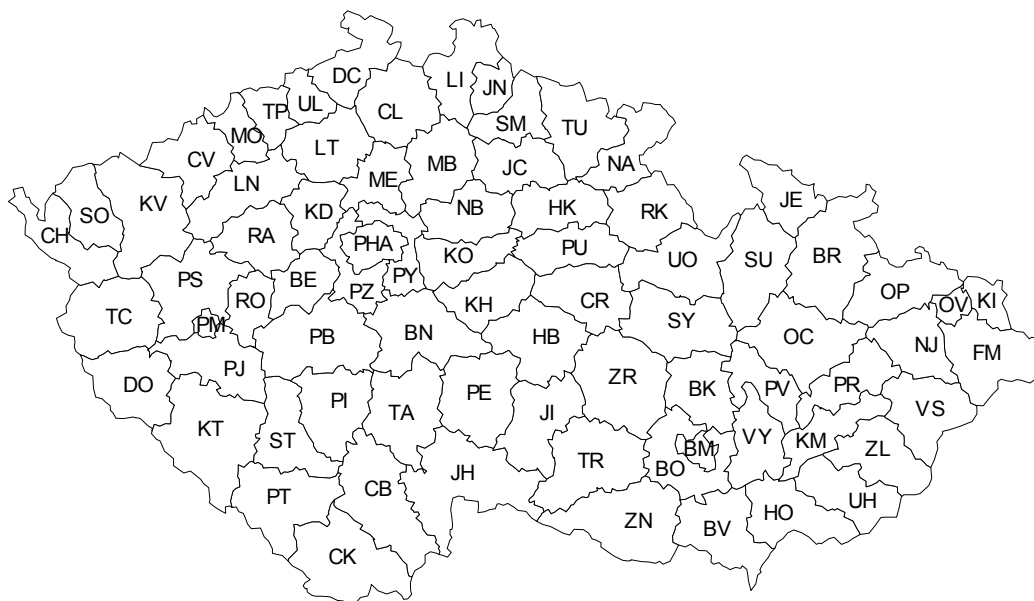 DC
LI
JN
UL
TP
CL
MO
SM
TU
LT
CV
MB
JC
NA
ME
LN
SO
KV
KD
NB
HK
RK
JE
CH
RA
PHA
KO
PU
UO
SU
BR
PS
BE
PZ
PY
RO
KH
CR
OP
OV
KI
TC
PM
PB
BN
HB
SY
OC
NJ
FM
DO
PJ
PI
TA
PE
ZR
BK
PV
PR
VS
KT
ST
JI
VY
KM
BM
ZL
JH
TR
BO
PT
CB
UH
ZN
BV
HO
CK